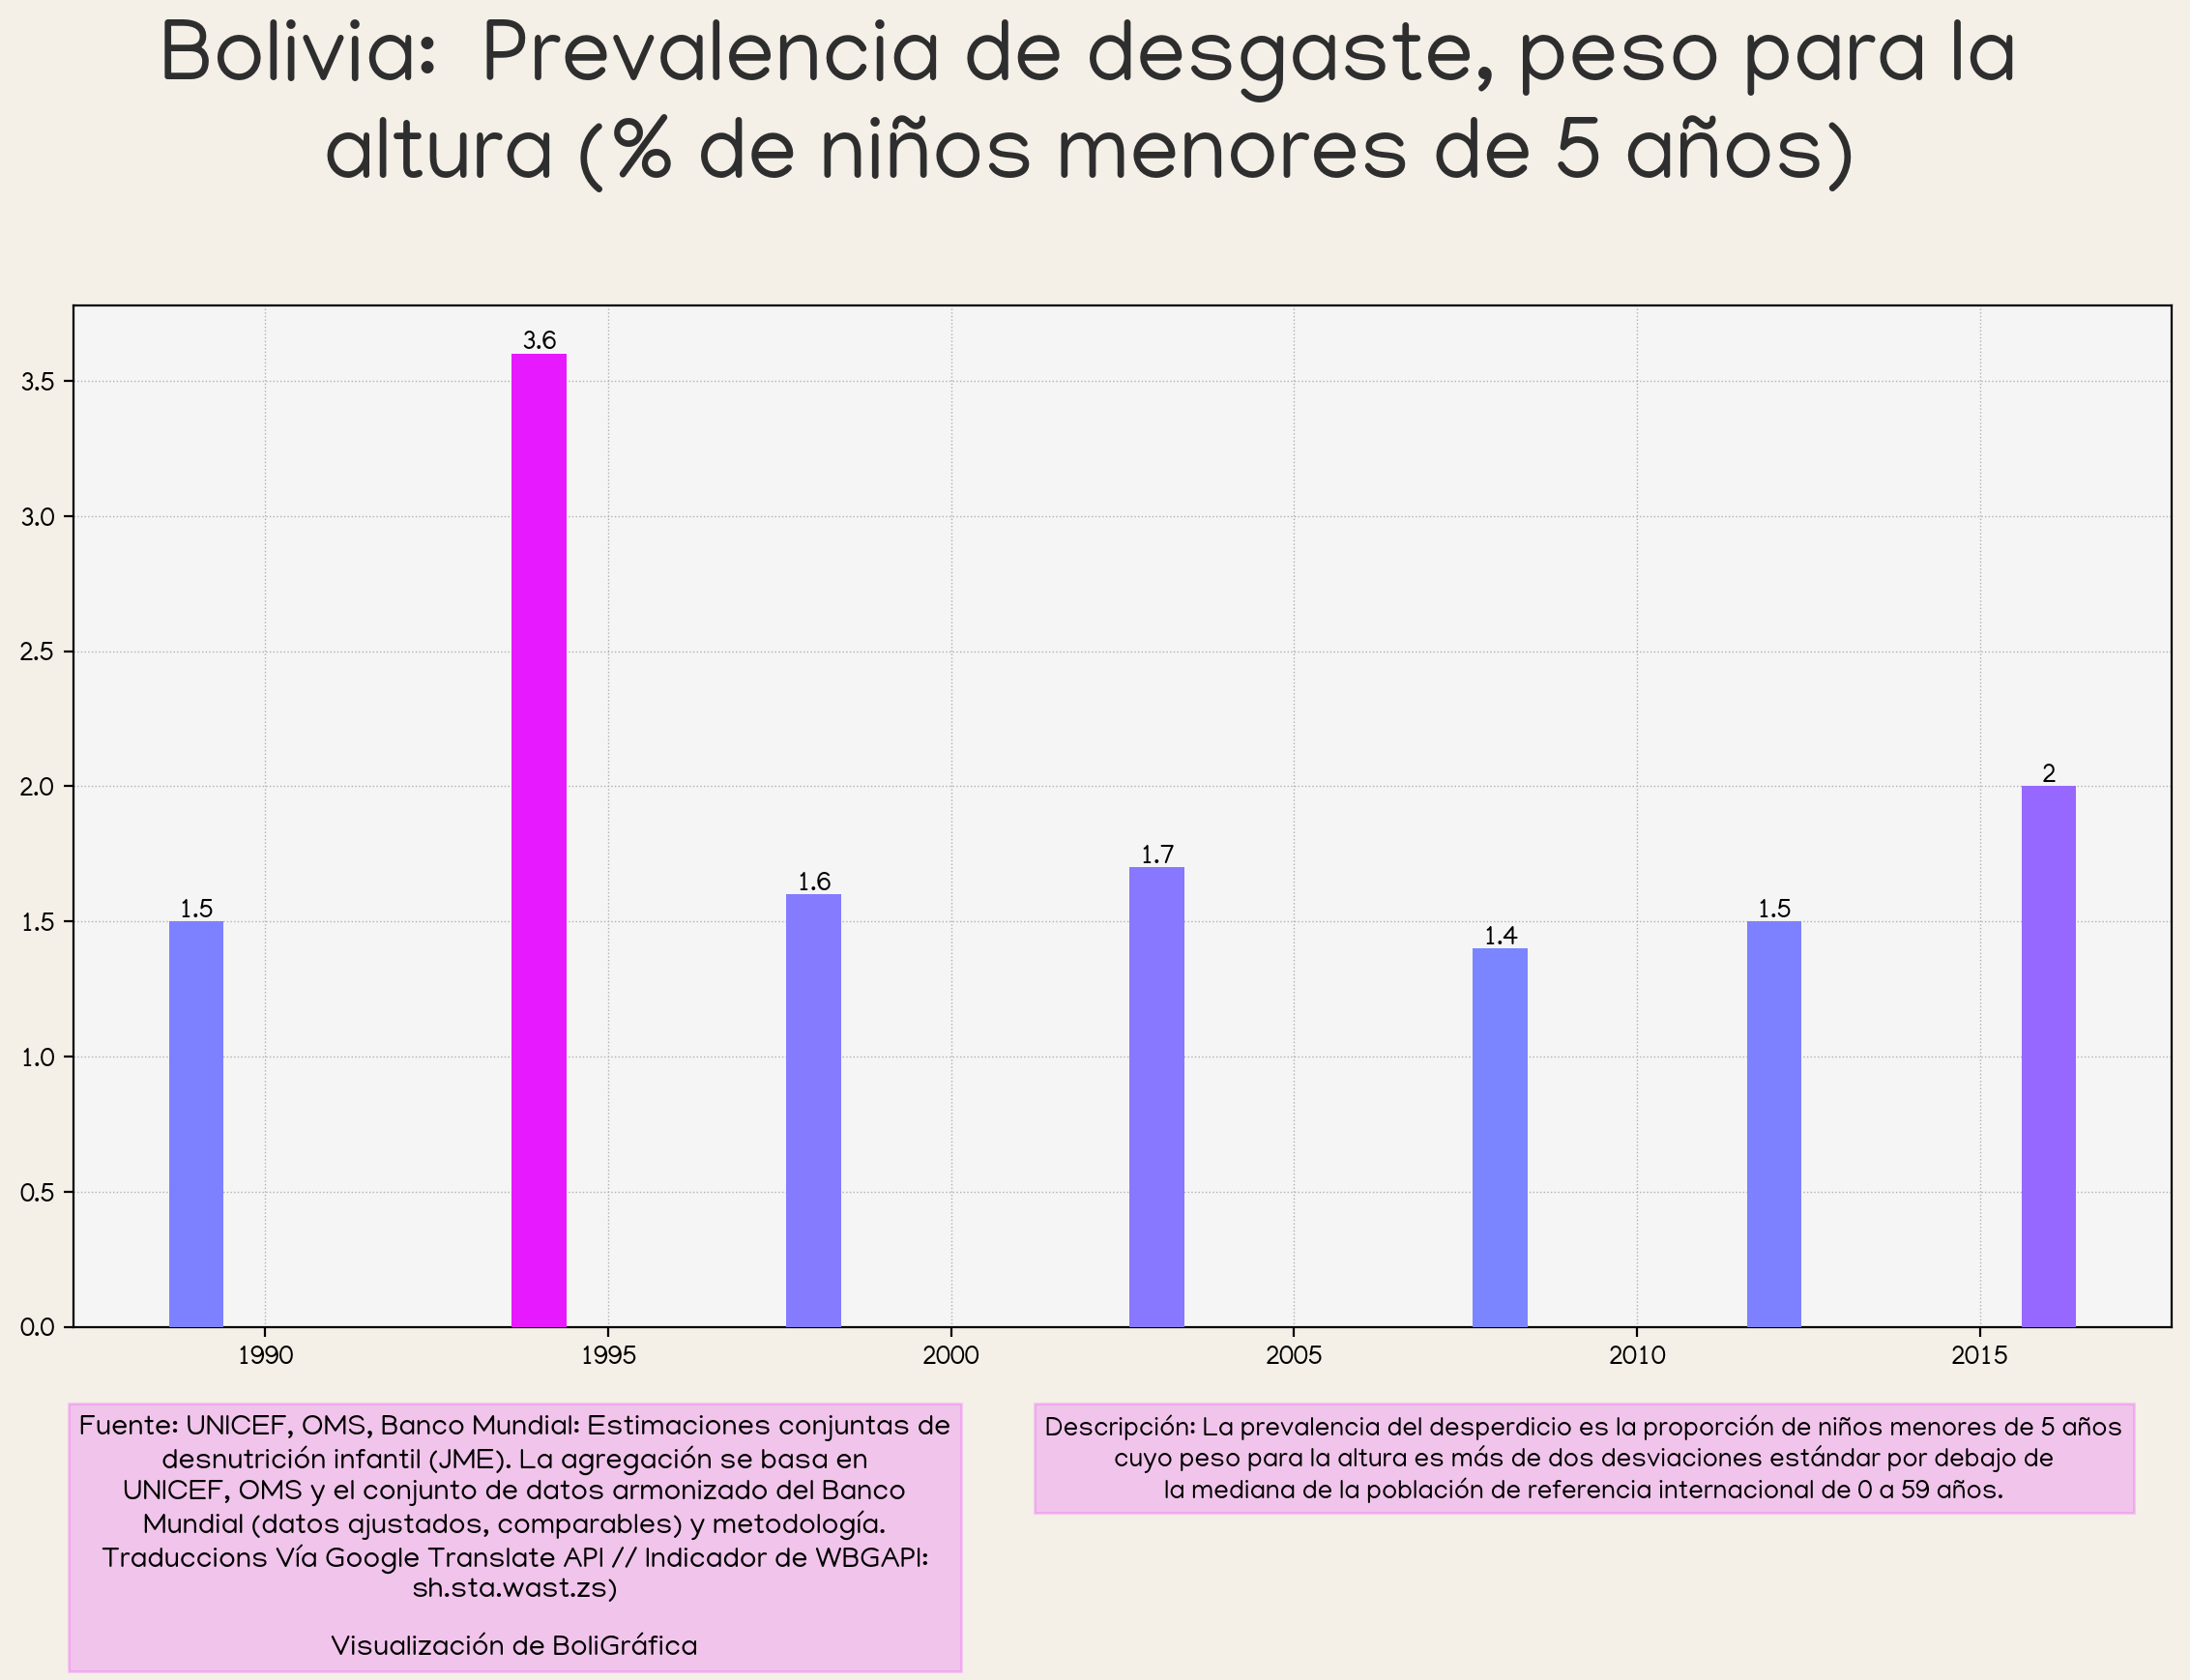 Bolivia: Prevalencia de desgaste, peso para la
altura (% de niños menores de 5 años)
3.5
3.0
2.5
2.0
1.5
1.0
0.5
0.0
1.5
3.6
1.6
1.7
1.4
1.5
2
1990
1995
2000
2005
2010
2015
Fuente: UNICEF, OMS, Banco Mundial: Estimaciones conjuntas de
desnutrición infantil (JME). La agregación se basa en
UNICEF, OMS y el conjunto de datos armonizado del Banco
Mundial (datos ajustados, comparables) y metodología.
Traduccions Vía Google Translate API // Indicador de WBGAPI:
sh.sta.wast.zs)
Visualización de BoliGráfica
Descripción: La prevalencia del desperdicio es la proporción de niños menores de 5 años
cuyo peso para la altura es más de dos desviaciones estándar por debajo de
la mediana de la población de referencia internacional de 0 a 59 años.